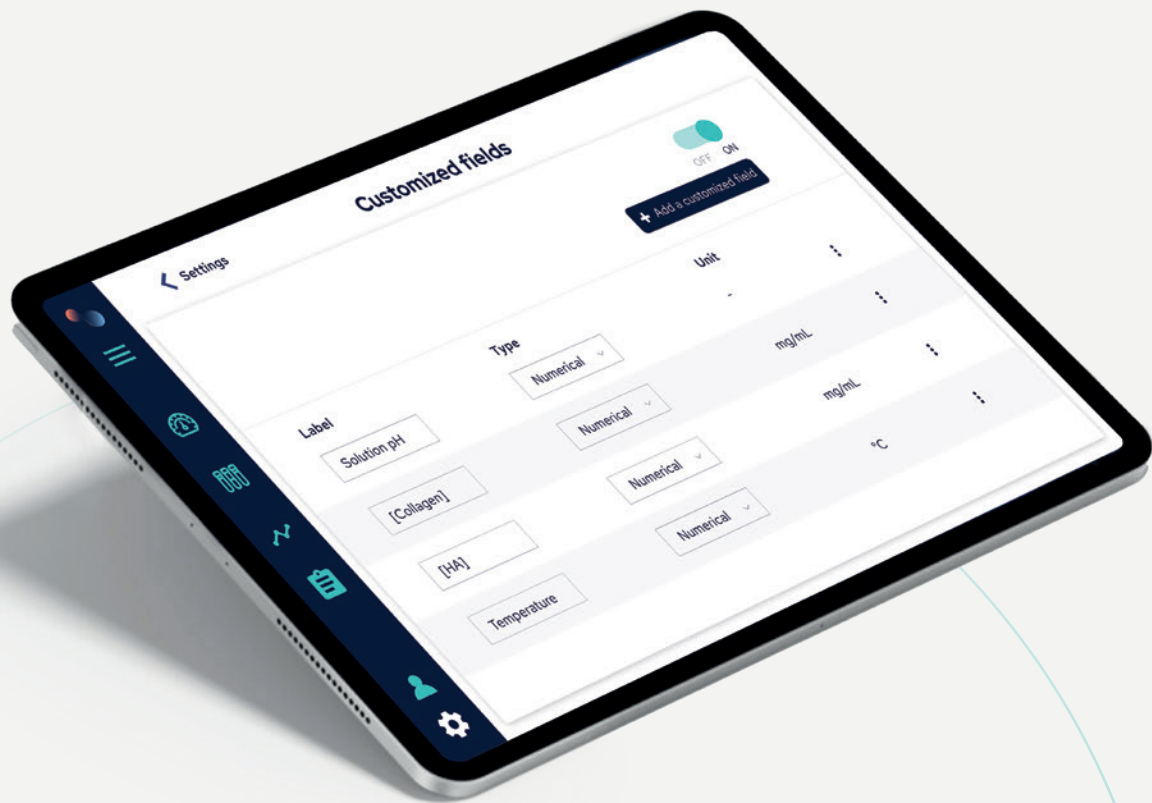 Customized fields
Settings
OFF ON
+ Add a customized field
Label Type Unit
Solution pH Numerical -
[Collagen] Numerical mg/mL
[HA] Numerical mg/mL
Temperature Numerical °C